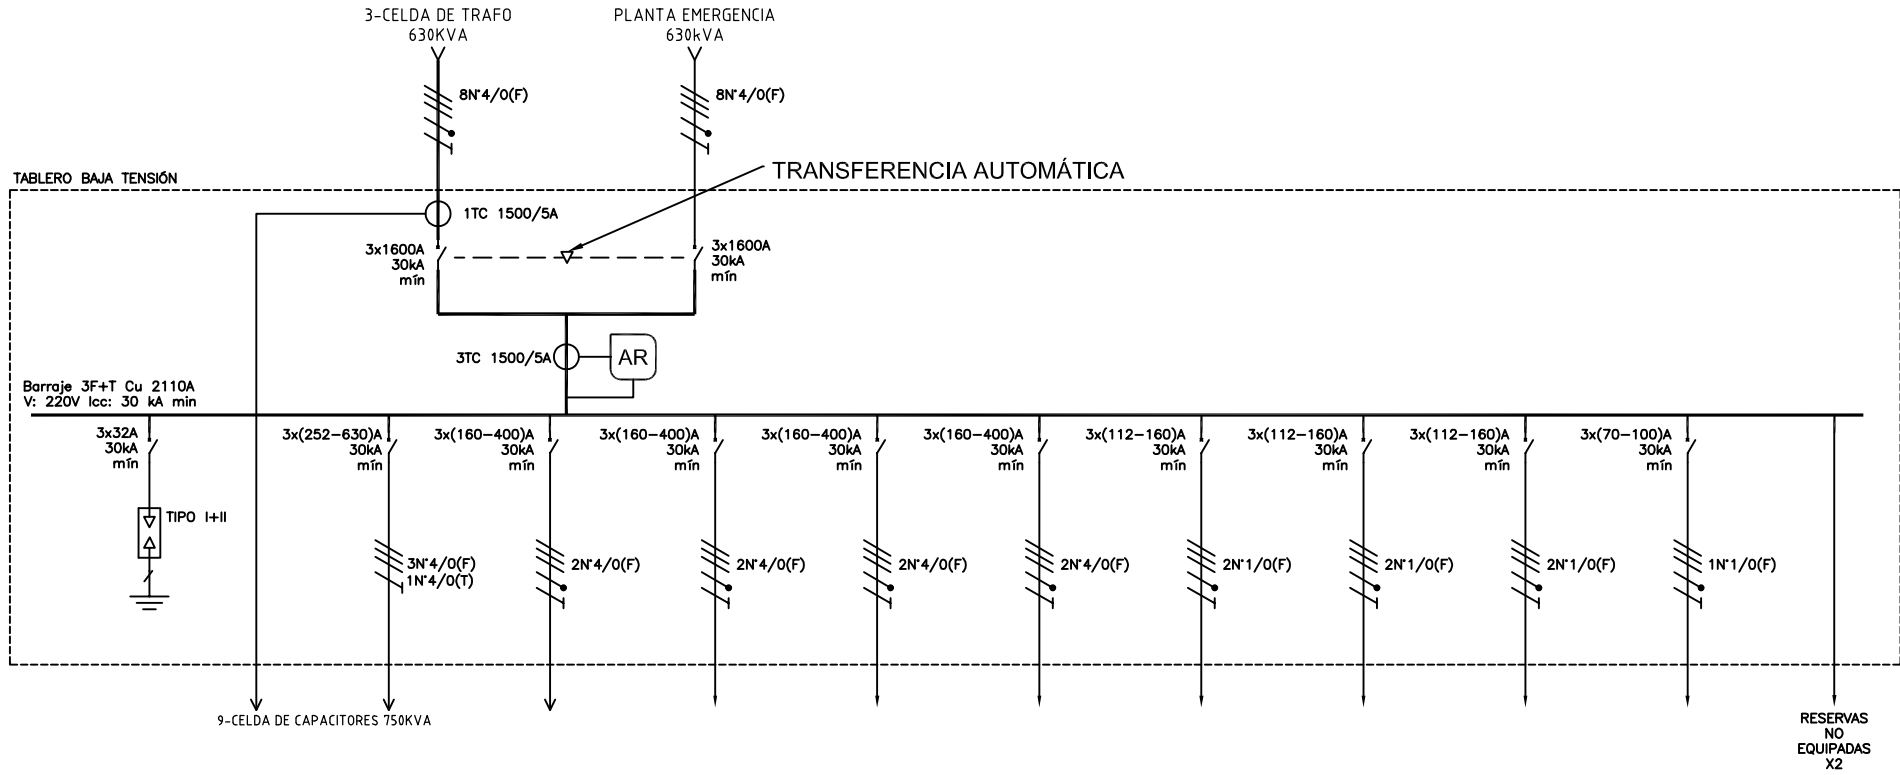 3-CELDA DE TRAFO
630KVA
PLANTA EMERGENCIA
630kVA
8N°4/0(F)
8N°4/0(F)
TRANSFERENCIA AUTOMÁTICA
TABLERO BAJA TENSIÓN
1TC 1500/5A
3x1600A
30kA
mín
3x1600A
30kA
mín
3TC 1500/5A
AR
Barraje 3F+T Cu 2110A
V: 220V Icc: 30 kA min
3x32A
30kA
mín
3x(252-630)A
30kA
mín
3x(160-400)A
30kA
mín
3x(160-400)A
30kA
mín
3x(160-400)A
30kA
mín
3x(160-400)A
30kA
mín
3x(112-160)A
30kA
mín
3x(112-160)A
30kA
mín
3x(112-160)A
30kA
mín
3x(70-100)A
30kA
mín
TIPO I+II
3N°4/0(F)
1N°4/0(T)
2N°4/0(F)
2N°4/0(F)
2N°4/0(F)
2N°4/0(F)
2N°1/0(F)
2N°1/0(F)
2N°1/0(F)
1N°1/0(F)
9-CELDA DE CAPACITORES 750KVA
RESERVAS
NO
EQUIPADAS
X2